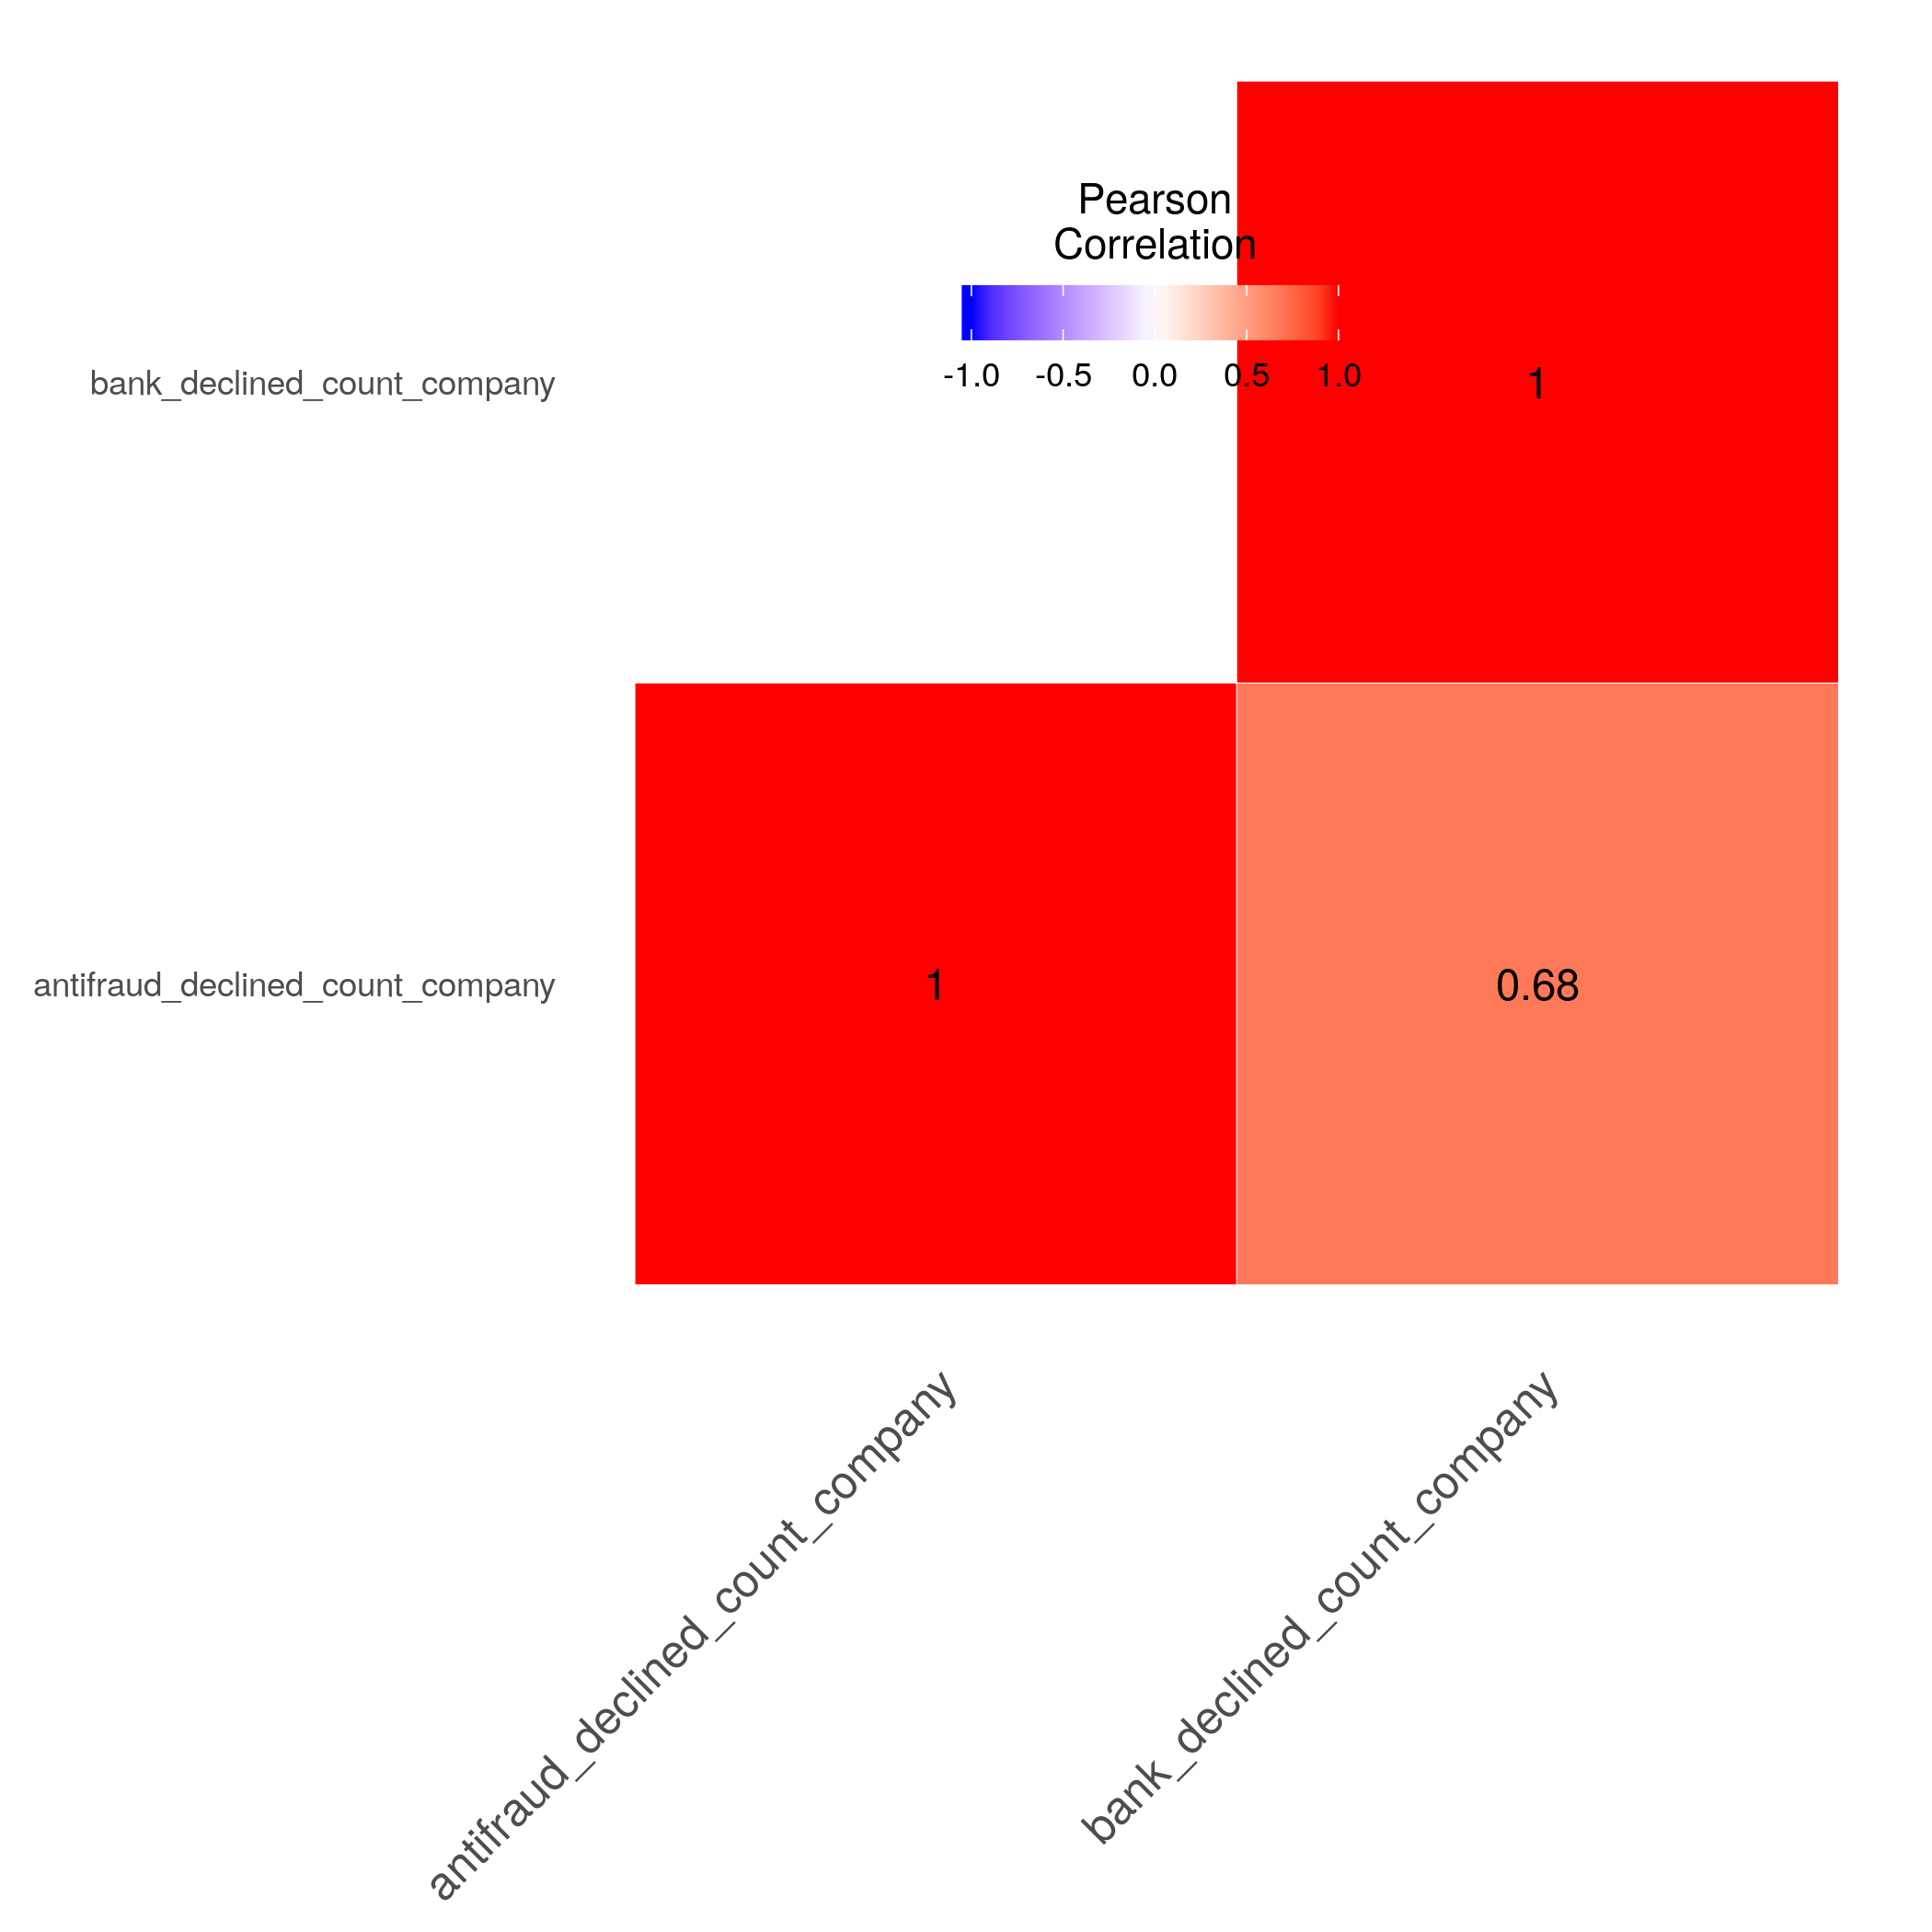 Pearson
Correlation
-1.0 -0.5 0.0 0.5 1.0
bank_declined_count_company
1
antifraud_declined_count_company
1
0.68
antifraud_declined_count_company
bank_declined_count_company